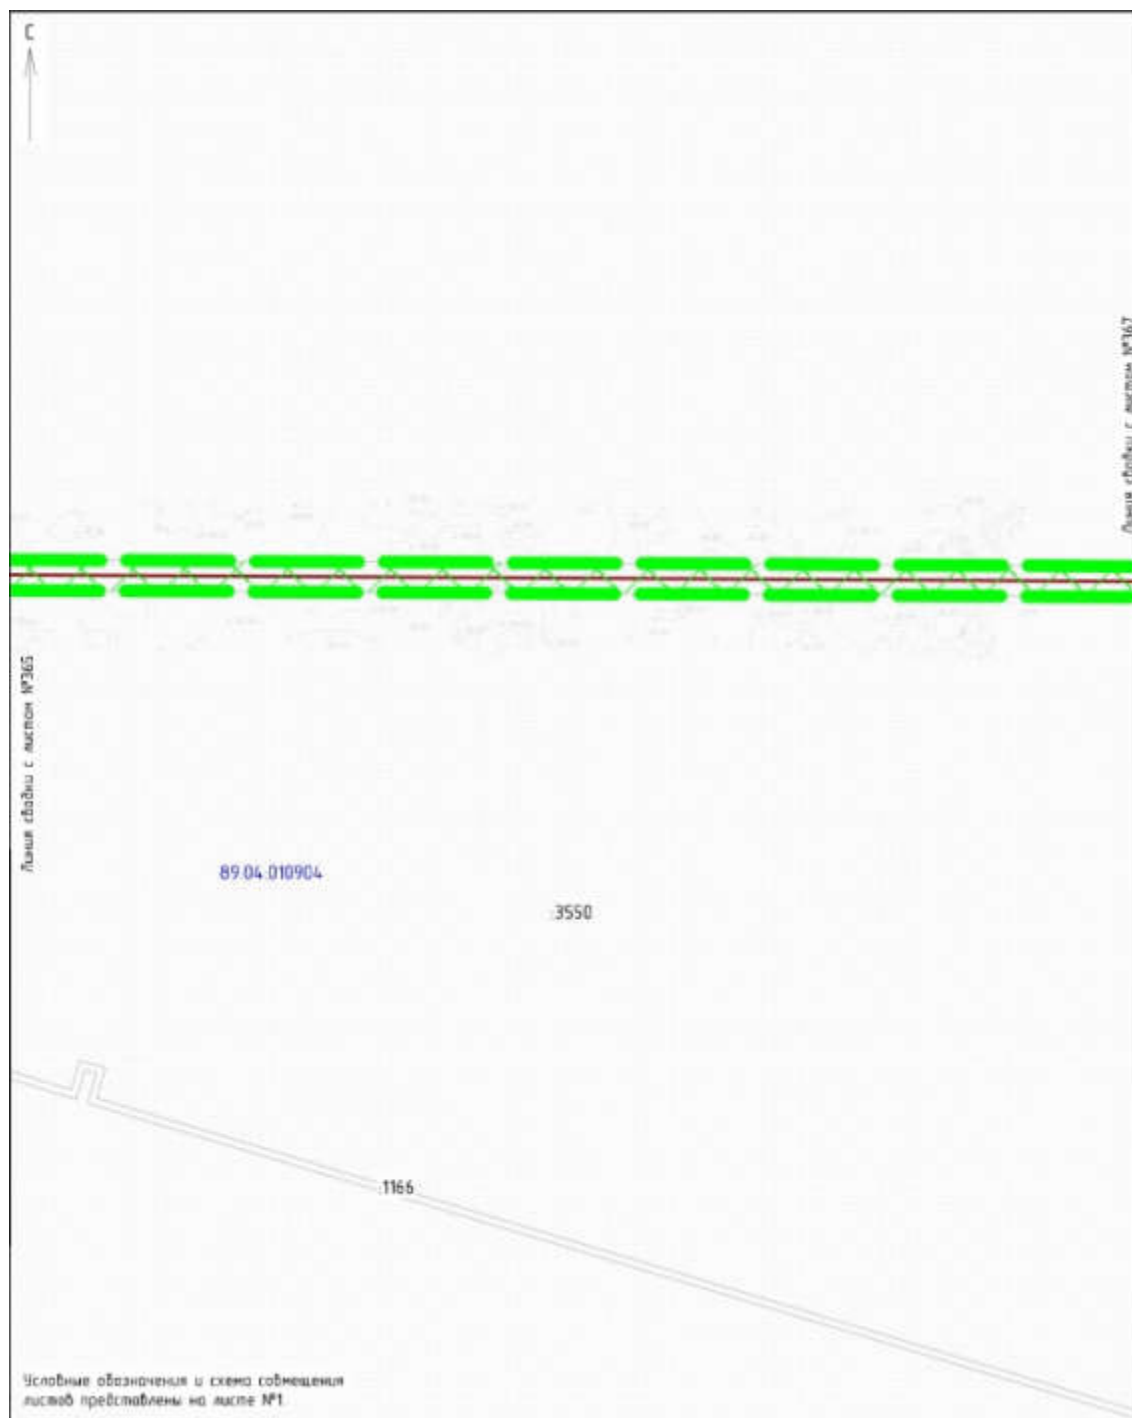 С
Линия сводки с листом №367
Линия сводки с листом №365
89:04:010904
:3550
:1166
Условные обозначения и схема совмещения
листов представлены на листе №1